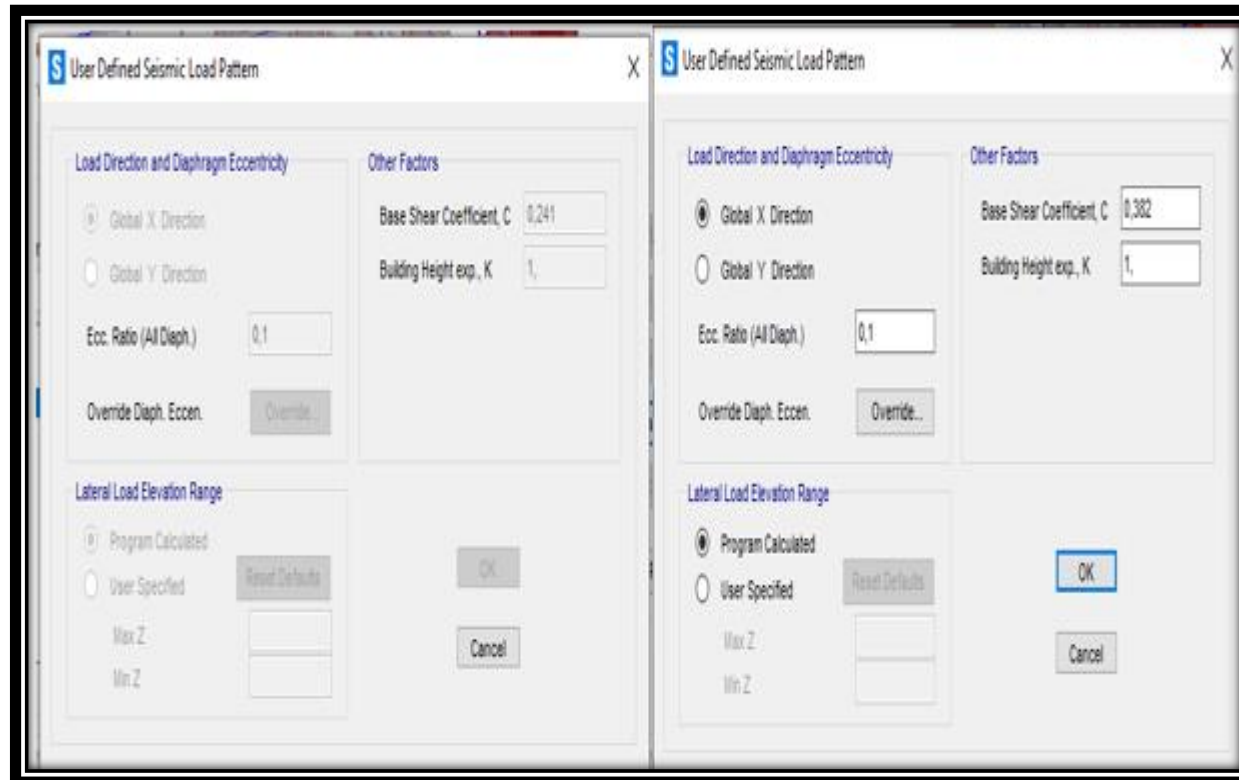 S User Defined Seismic Load Pattern X
Load Direction and Diaphragm Eccentricity
Global X Direction
Global Y Direction
Ecc. Ratio (All Diaph.) 0,1
Override Diaph. Eccen. Override...
Other Factors
Base Shear Coefficient, C 0,241
Building Height exp., K 1,
Lateral Load Elevation Range
Program Calculated
User Specified
Reset Defaults
Max Z
Min Z
OK
Cancel
S User Defined Seismic Load Pattern X
Load Direction and Diaphragm Eccentricity
Global X Direction
Global Y Direction
Ecc. Ratio (All Diaph.) 0,1
Override Diaph. Eccen. Override...
Other Factors
Base Shear Coefficient, C 0,382
Building Height exp., K 1,
Lateral Load Elevation Range
Program Calculated
User Specified
Reset Defaults
Max Z
Min Z
OK
Cancel